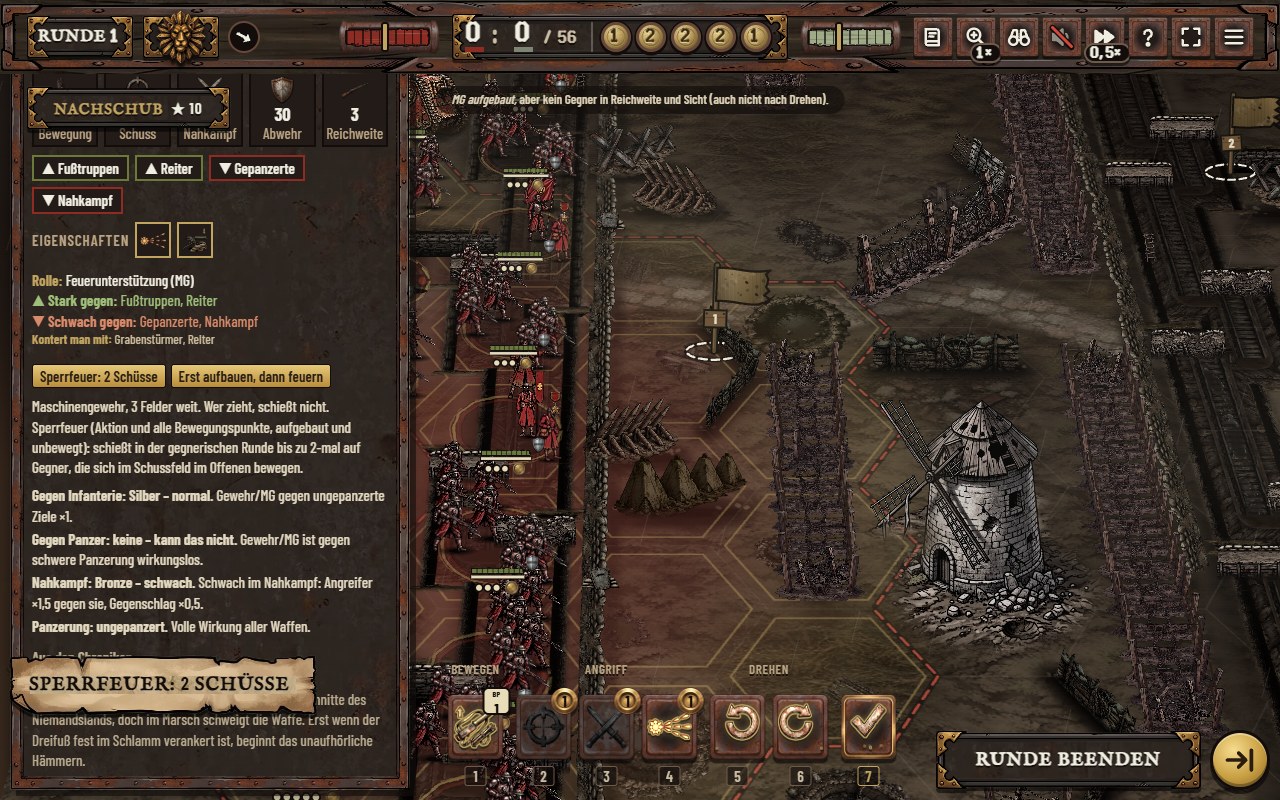 RUNDE 1
0 : 0 / 56
1 2 2 2 1
1×
0,5×
?
NACHSCHUB ★ 10
30
3
Bewegung Schuss Nahkampf Abwehr Reichweite
MG aufgebaut, aber kein Gegner in Reichweite und Sicht (auch nicht nach Drehen).
▲ Fußtruppen ▲ Reiter ▼ Gepanzerte
▼ Nahkampf
EIGENSCHAFTEN
Rolle: Feuerunterstützung (MG)
▲ Stark gegen: Fußtruppen, Reiter
▼ Schwach gegen: Gepanzerte, Nahkampf
Kontert man mit: Grabenstürmer, Reiter
Sperrfeuer: 2 Schüsse Erst aufbauen, dann feuern
Maschinengewehr, 3 Felder weit. Wer zieht, schießt nicht.
Sperrfeuer (Aktion und alle Bewegungspunkte, aufgebaut und
unbewegt): schießt in der gegnerischen Runde bis zu 2-mal auf
Gegner, die sich im Schussfeld im Offenen bewegen.
Gegen Infanterie: Silber – normal. Gewehr/MG gegen ungepanzerte
Ziele ×1.
Gegen Panzer: keine – kann das nicht. Gewehr/MG ist gegen
schwere Panzerung wirkungslos.
Nahkampf: Bronze – schwach. Schwach im Nahkampf: Angreifer
×1,5 gegen sie, Gegenschlag ×0,5.
Panzerung: ungepanzert. Volle Wirkung aller Waffen.
SPERRFEUER: 2 SCHÜSSE
des
Niemandslands, doch im Marsch schweigt die Waffe. Erst wenn der
Dreifuß fest im Schlamm verankert ist, beginnt das unaufhörliche
Hämmern.
1
2
BEWEGEN ANGRIFF DREHEN
BP
1
1 1 1
1 2 3 4 5 6 7
RUNDE BEENDEN